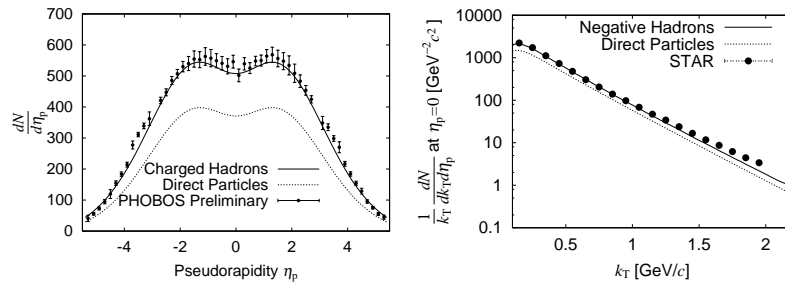 700
600
500
400
300
200
100
0
dN
dηp
Charged Hadrons
Direct Particles
PHOBOS Preliminary
-4 -2 0 2 4
Pseudorapidity ηp
Negative Hadrons
Direct Particles
STAR
10000
1000
100
10
1
0.1
1/kT dN/dkTdηp at ηp=0 [GeV⁻²c²]
0.5 1 1.5 2
kT [GeV/c]